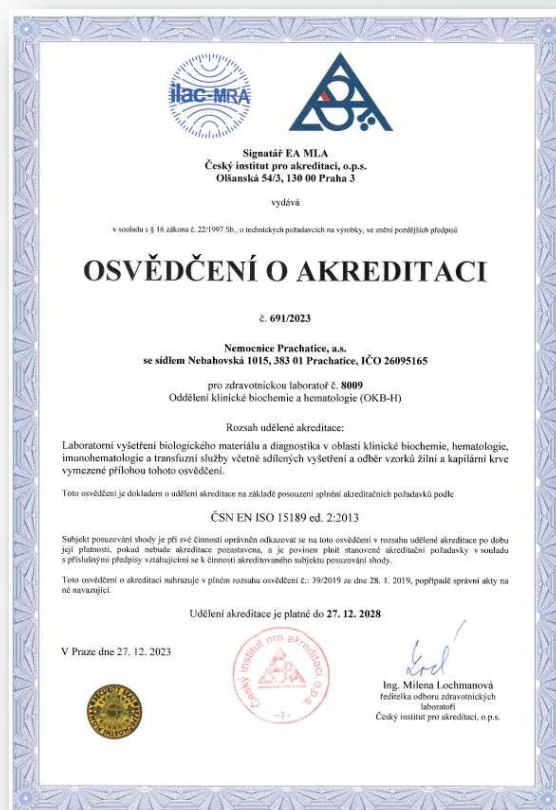 ilac-MRA
Signatář EA MLA
Český institut pro akreditaci, o.p.s.
Olšanská 54/3, 130 00 Praha 3
vydává
v souladu s § 16 zákona č. 22/1997 Sb., o technických požadavcích na výrobky, ve znění pozdějších předpisů
OSVĚDČENÍ O AKREDITACI
č. 691/2023
Nemocnice Prachatice, a.s.
se sídlem Nebahovská 1015, 383 01 Prachatice, IČO 26095165
pro zdravotnickou laboratoř č. 8009
Oddělení klinické biochemie a hematologie (OKB-H)
Rozsah udělené akreditace:
Laboratorní vyšetření biologického materiálu a diagnostika v oblasti klinické biochemie, hematologie,
imunohematologie a transfuzní služby včetně sdílených vyšetření a odběr vzorků žilní a kapilární krve
vymezené přílohou tohoto osvědčení.
Toto osvědčení je dokladem o udělení akreditace na základě posouzení splnění akreditačních požadavků podle
ČSN EN ISO 15189 ed. 2:2013
Subjekt posuzování shody je při své činnosti oprávněn odkazovat se na toto osvědčení v rozsahu udělené akreditace po dobu
její platnosti, pokud nebude akreditace pozastavena, a je povinen plnit stanovené akreditační požadavky v souladu
s příslušnými předpisy vztahujícími se k činnosti akreditovaného subjektu posuzování shody.
Toto osvědčení o akreditaci nahrazuje v plném rozsahu osvědčení č.: 39/2019 ze dne 28. 1. 2019, popřípadě správní akty na
ně navazující.
Udělení akreditace je platné do 27. 12. 2028
V Praze dne 27. 12. 2023
Český institut pro akreditaci, o.p.s.
-7-
Ing. Milena Lochmanová
ředitelka odboru zdravotnických
laboratoří
Český institut pro akreditaci, o.p.s.